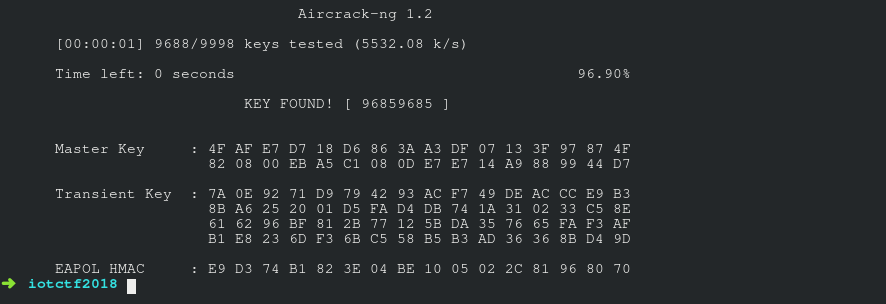 Aircrack-ng 1.2
[00:00:01] 9688/9998 keys tested (5532.08 k/s)
Time left: 0 seconds 96.90%
KEY FOUND! [ 96859685 ]
Master Key : 4F AF E7 D7 18 D6 86 3A A3 DF 07 13 3F 97 87 4F
82 08 00 EB A5 C1 08 0D E7 E7 14 A9 88 99 44 D7
Transient Key : 7A 0E 92 71 D9 79 42 93 AC F7 49 DE AC CC E9 B3
8B A6 25 20 01 D5 FA D4 DB 74 1A 31 02 33 C5 8E
61 62 96 BF 81 2B 77 12 5B DA 35 76 65 FA F3 AF
B1 E8 23 6D F3 6B C5 58 B5 B3 AD 36 36 8B D4 9D
EAPOL HMAC : E9 D3 74 B1 82 3E 04 BE 10 05 02 2C 81 96 80 70
➜ iotctf2018